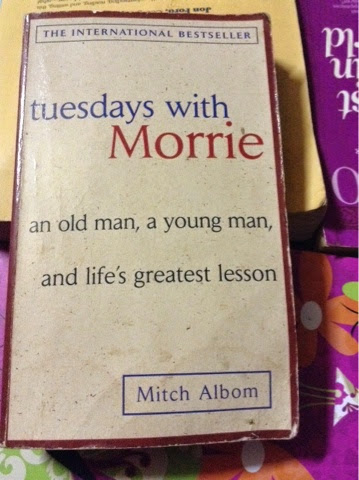 THE INTERNATIONAL BESTSELLER
tuesdays with
Morrie
an old man, a young man,
and life's greatest lesson
Mitch Albom